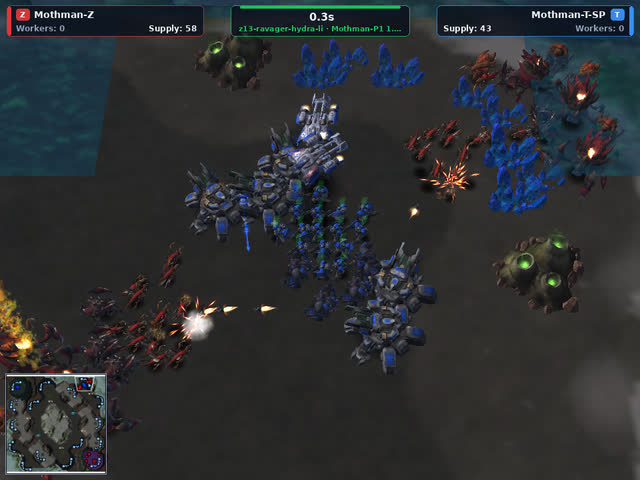 Z Mothman-Z
Workers: 0 Supply: 58
0.3s
z13-ravager-hydra-li · Mothman-P1 1....
Mothman-T-SP T
Supply: 43 Workers: 0